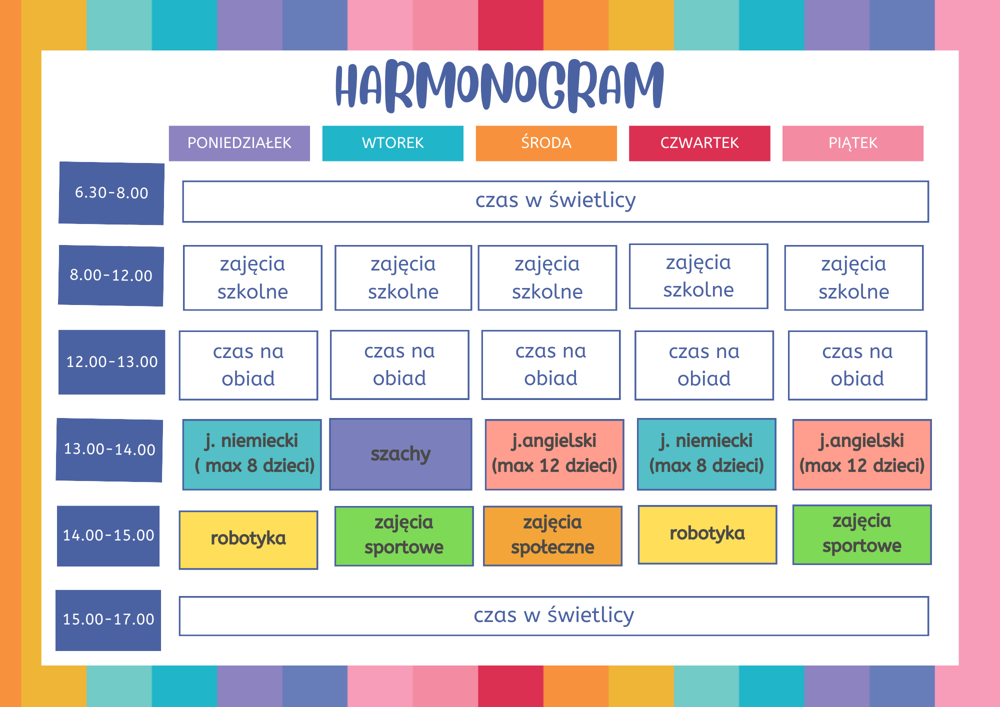 HARMONOGRAM
PONIEDZIAŁEK
WTOREK
ŚRODA
CZWARTEK
PIĄTEK
6.30-8.00
czas w świetlicy
8.00-12.00
zajęcia
szkolne
zajęcia
szkolne
zajęcia
szkolne
zajęcia
szkolne
zajęcia
szkolne
12.00-13.00
czas na
obiad
czas na
obiad
czas na
obiad
czas na
obiad
czas na
obiad
13.00-14.00
j. niemiecki
( max 8 dzieci)
szachy
j.angielski
(max 12 dzieci)
j. niemiecki
(max 8 dzieci)
j.angielski
(max 12 dzieci)
14.00-15.00
robotyka
zajęcia
sportowe
zajęcia
społeczne
robotyka
zajęcia
sportowe
15.00-17.00
czas w świetlicy